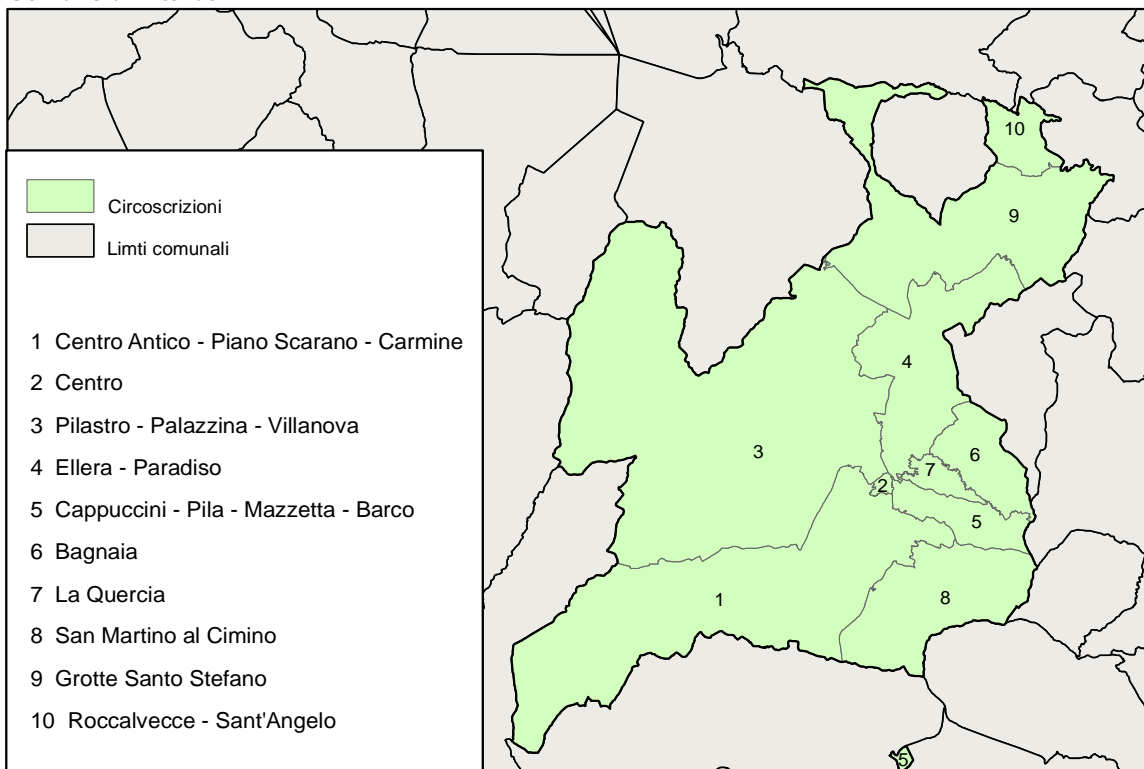 Circoscrizioni
Limti comunali
1 Centro Antico - Piano Scarano - Carmine
2 Centro
3 Pilastro - Palazzina - Villanova
4 Ellera - Paradiso
5 Cappuccini - Pila - Mazzetta - Barco
6 Bagnaia
7 La Quercia
8 San Martino al Cimino
9 Grotte Santo Stefano
10 Roccalvecce - Sant'Angelo
10
9
4
3
6
7
2
5
1
8
5